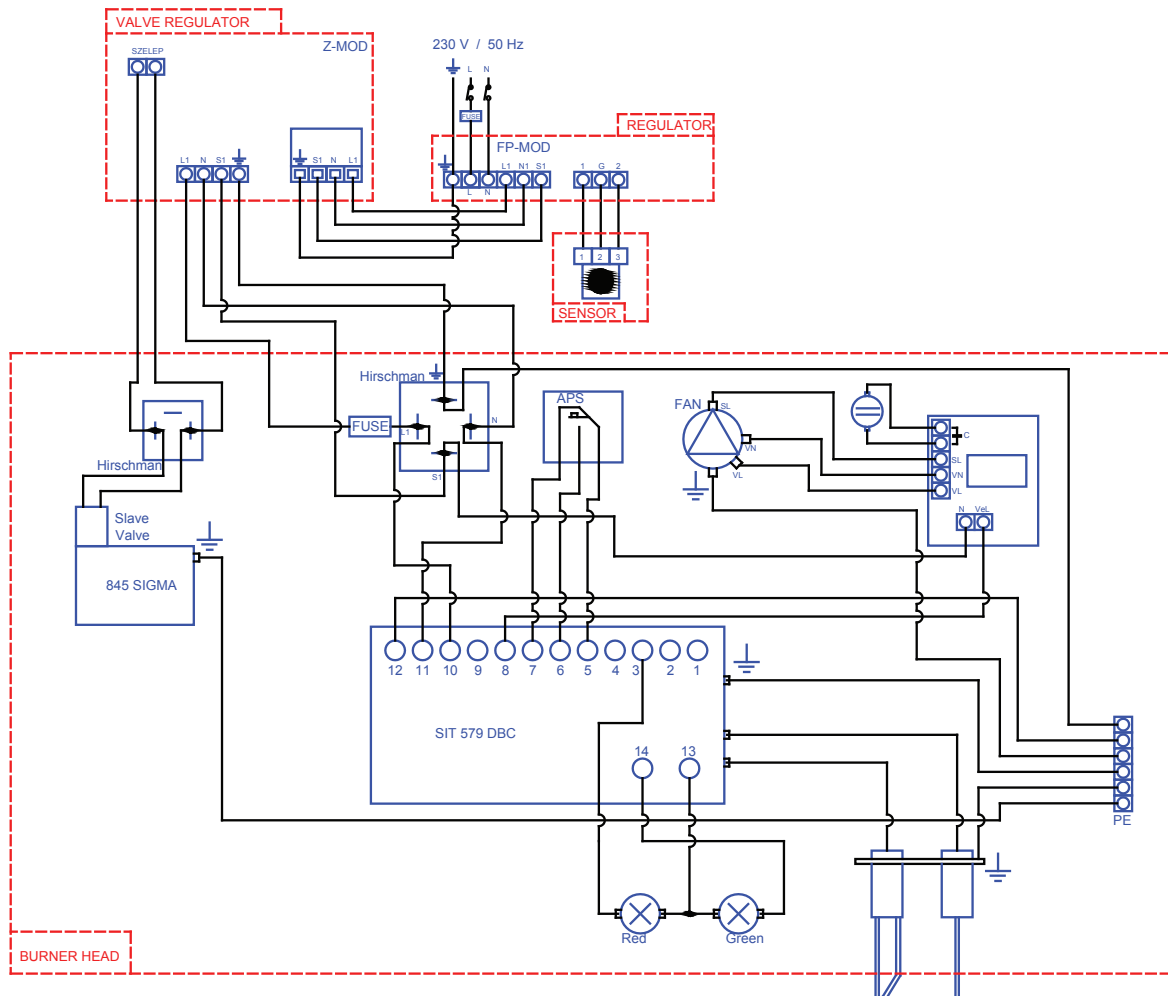 VALVE REGULATOR
Z-MOD
SZELEP
L1 N S1
S1 N L1
230 V / 50 Hz
L N
FUSE
REGULATOR
FP-MOD
L1 N1 S1
L N
1 G 2
1 2 3
SENSOR
Hirschman
Hirschman
FUSE
L1
N
S1
APS
FAN
SL
VN
VL
C
SL
VN
VL
N VeL
Slave
Valve
845 SIGMA
12 11 10 9 8 7 6 5 4 3 2 1
SIT 579 DBC
14 13
PE
Red
Green
BURNER HEAD